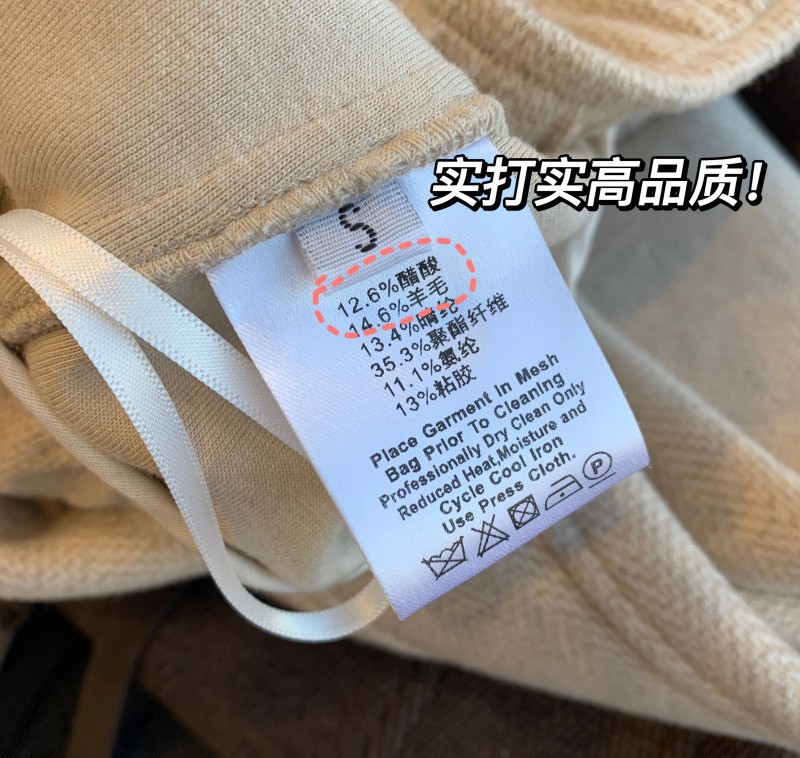 实打实高品质！
S
12.6%醋酸
14.6%羊毛
13.4%晴纶
35.3%聚酯纤维
11.1%氨纶
13%粘胶
Place Garment In Mesh
Bag Prior To Cleaning
Professionally Dry Clean Only
Reduced Heat,Moisture and
Cycle Cool Iron
Use Press Cloth.
P